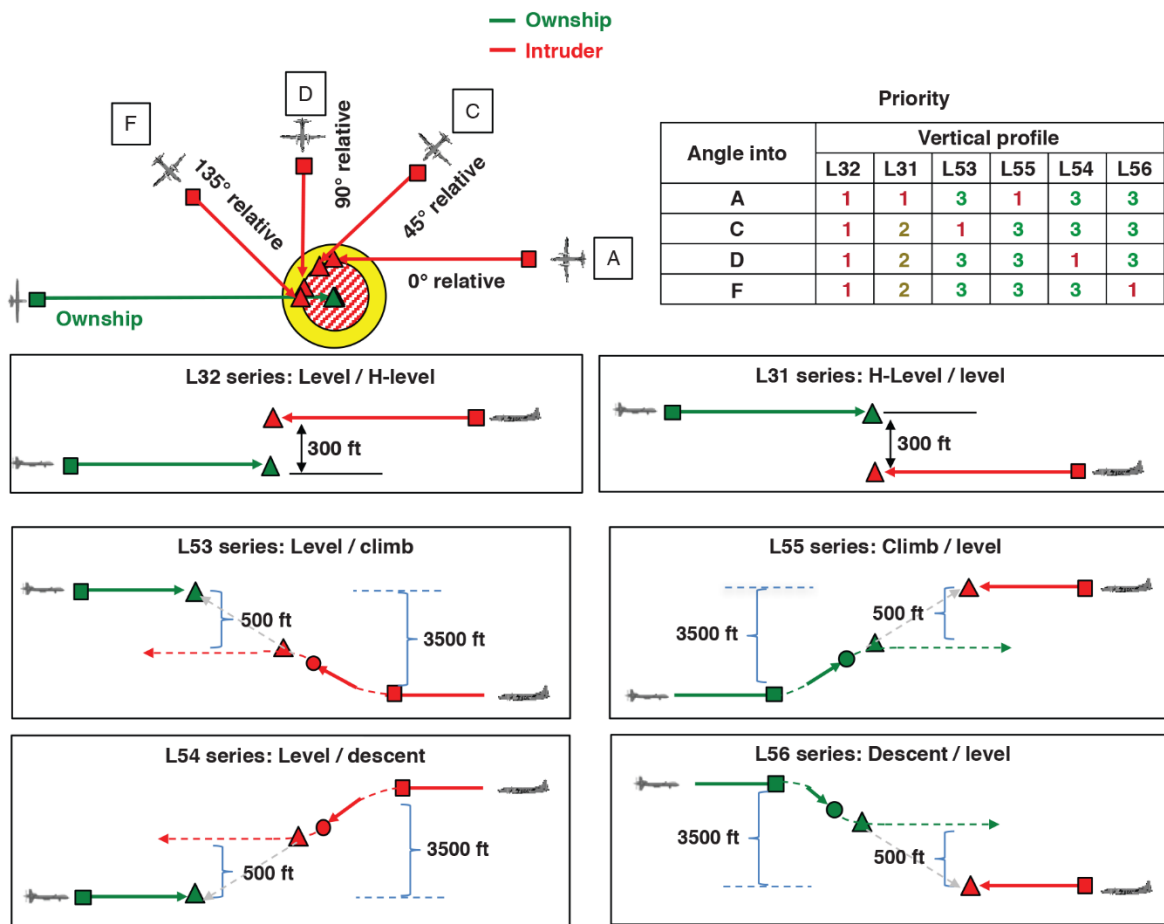 Ownship
Intruder
D
F
C
A
135° relative
90° relative
45° relative
0° relative
Ownship
Priority
Angle into
Vertical profile
L32 L31 L53 L55 L54 L56
A 1 1 3 1 3 3
C 1 2 1 3 3 3
D 1 2 3 3 1 3
F 1 2 3 3 3 1
L32 series: Level / H-level
300 ft
L31 series: H-Level / level
300 ft
L53 series: Level / climb
500 ft
3500 ft
L55 series: Climb / level
3500 ft
500 ft
L54 series: Level / descent
500 ft
3500 ft
L56 series: Descent / level
3500 ft
500 ft